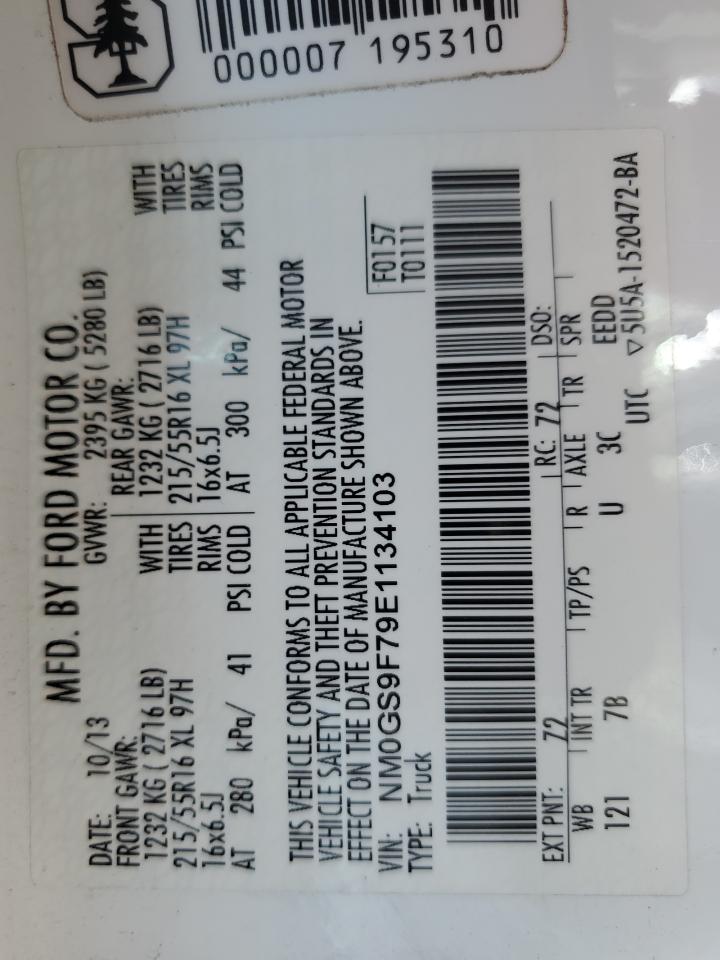 000007 195310
MFD. BY FORD MOTOR CO.
DATE: 10/13 GVWR: 2395 KG ( 5280 LB)
FRONT GAWR: REAR GAWR:
1232 KG ( 2716 LB) WITH 1232 KG ( 2716 LB) WITH
215/55R16 XL 97H TIRES 215/55R16 XL 97H TIRES
16x6.5J RIMS 16x6.5J RIMS
AT 280 kPa/ 41 PSI COLD AT 300 kPa/ 44 PSI COLD
THIS VEHICLE CONFORMS TO ALL APPLICABLE FEDERAL MOTOR
VEHICLE SAFETY AND THEFT PREVENTION STANDARDS IN
EFFECT ON THE DATE OF MANUFACTURE SHOWN ABOVE.
VIN: NM0GS9F79E1134103 F0157
TYPE: Truck T0111
EXT PNT: Z2 RC: 72 DSO:
WB INT TR TP/PS R AXLE TR SPR
121 7B U 3C EEDD
UTC ▽5U5A-1520472-BA